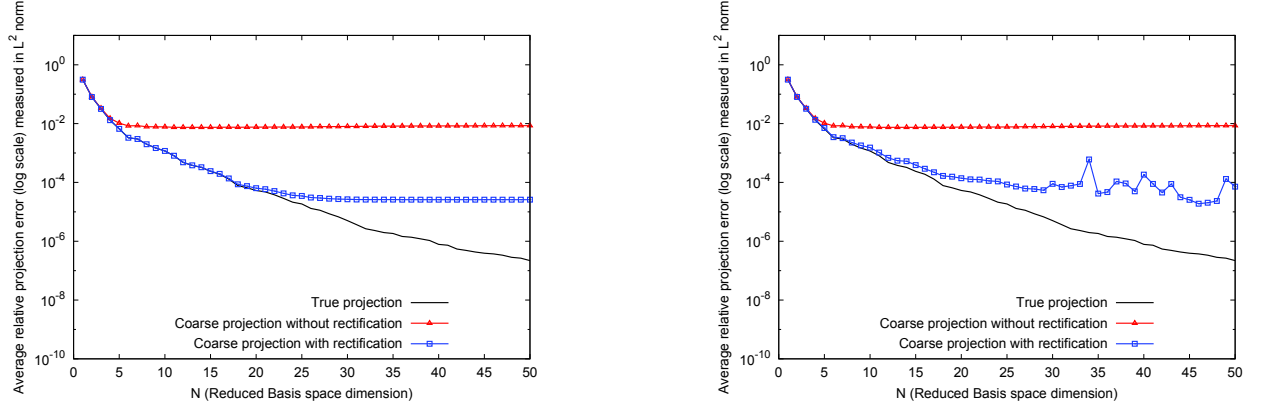 Average relative projection error (log scale) measured in L² norm
10⁰
10⁻²
10⁻⁴
10⁻⁶
10⁻⁸
10⁻¹⁰
True projection
Coarse projection without rectification
Coarse projection with rectification
0 5 10 15 20 25 30 35 40 45 50
N (Reduced Basis space dimension)
Average relative projection error (log scale) measured in L² norm
10⁰
10⁻²
10⁻⁴
10⁻⁶
10⁻⁸
10⁻¹⁰
True projection
Coarse projection without rectification
Coarse projection with rectification
0 5 10 15 20 25 30 35 40 45 50
N (Reduced Basis space dimension)